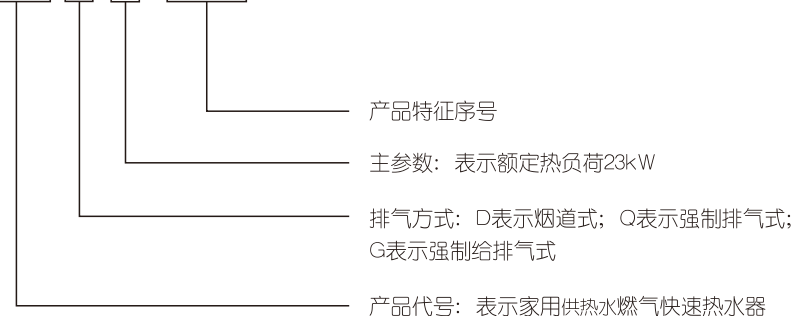 产品特征序号
主参数：表示额定热负荷23kW
排气方式：D表示烟道式；Q表示强制排气式；
G表示强制给排气式
产品代号：表示家用供热水燃气快速热水器